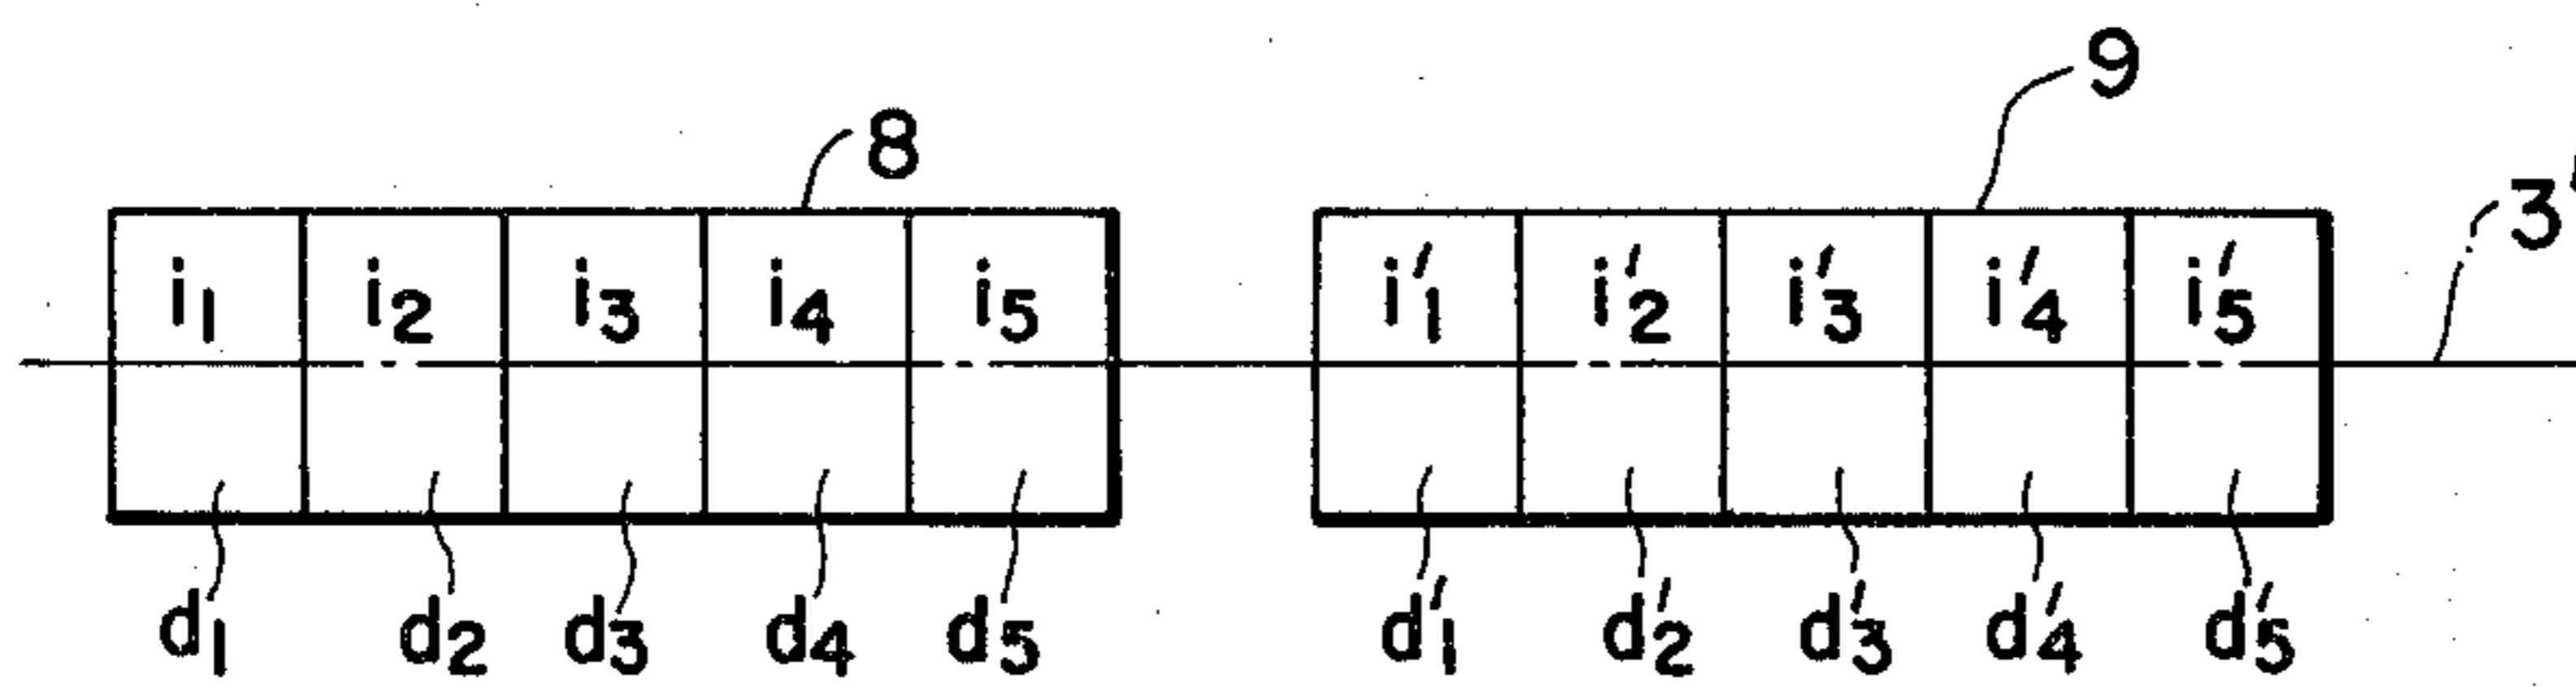 8 9
3
i₁ i₂ i₃ i₄ i₅ i'₁ i'₂ i'₃ i'₄ i'₅
d₁ d₂ d₃ d₄ d₅ d'₁ d'₂ d'₃ d'₄ d'₅